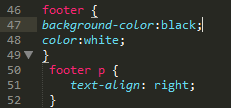 46 footer {
47 background-color:black;
48 color:white;
49 }
50 footer p {
51 text-align: right;
52 }